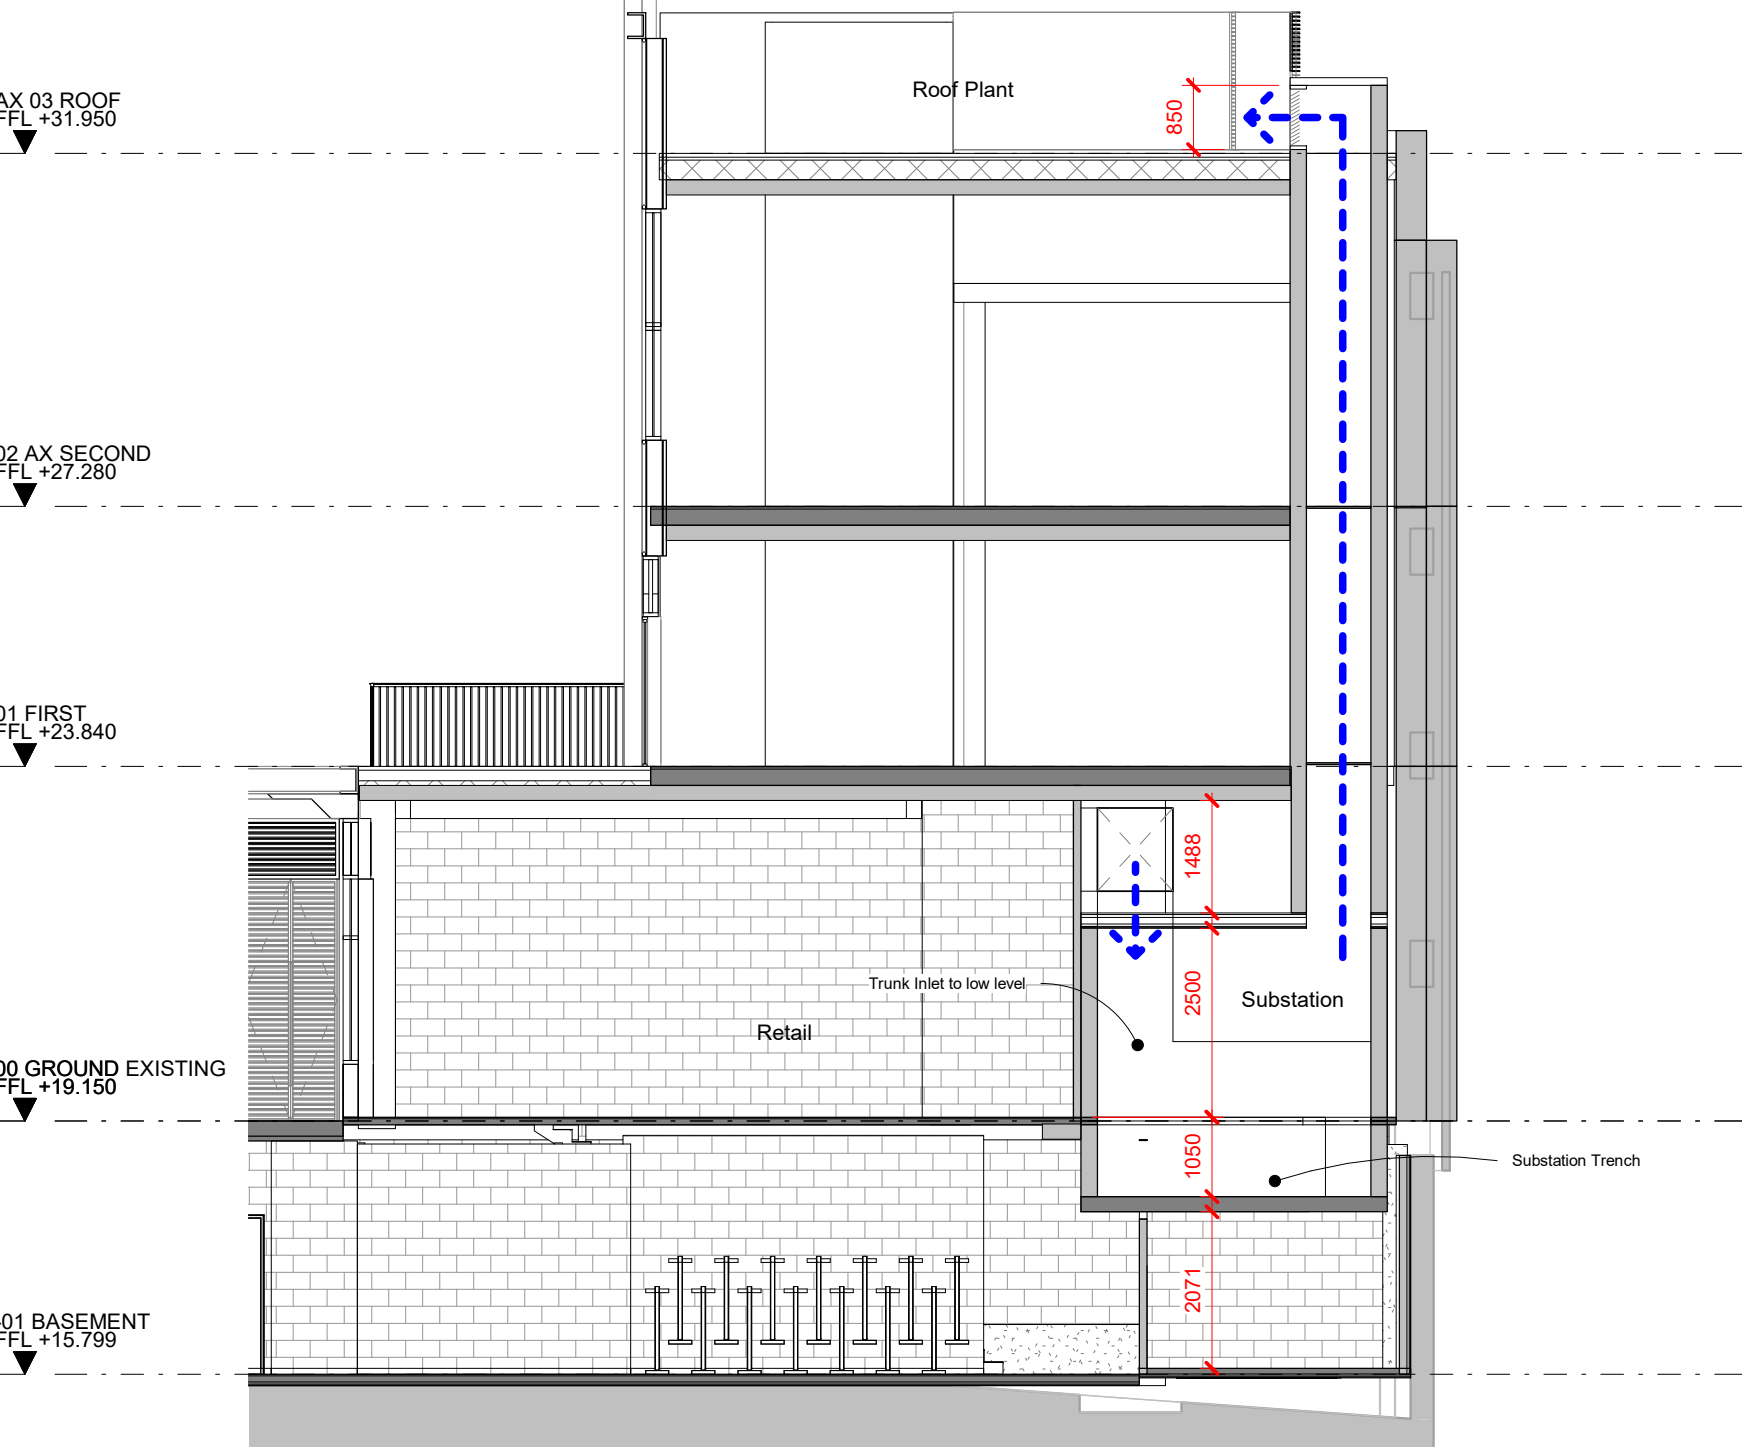 AX 03 ROOF
FFL +31.950
Roof Plant
850
02 AX SECOND
FFL +27.280
01 FIRST
FFL +23.840
1488
Trunk Inlet to low level
2500
Substation
Retail
00 GROUND EXISTING
FFL +19.150
1050
Substation Trench
2071
-01 BASEMENT
FFL +15.799